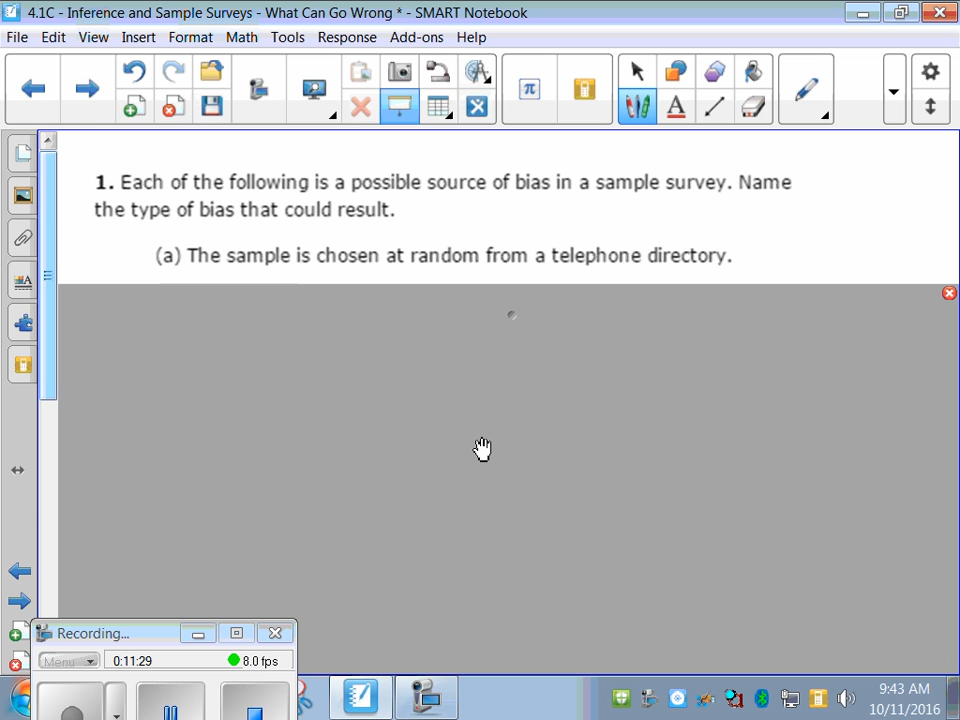 4.1C - Inference and Sample Surveys - What Can Go Wrong * - SMART Notebook
File Edit View Insert Format Math Tools Response Add-ons Help
π
A
1. Each of the following is a possible source of bias in a sample survey. Name
the type of bias that could result.
(a) The sample is chosen at random from a telephone directory.
Recording...
Menu 0:11:29 8.0 fps
9:43 AM
10/11/2016